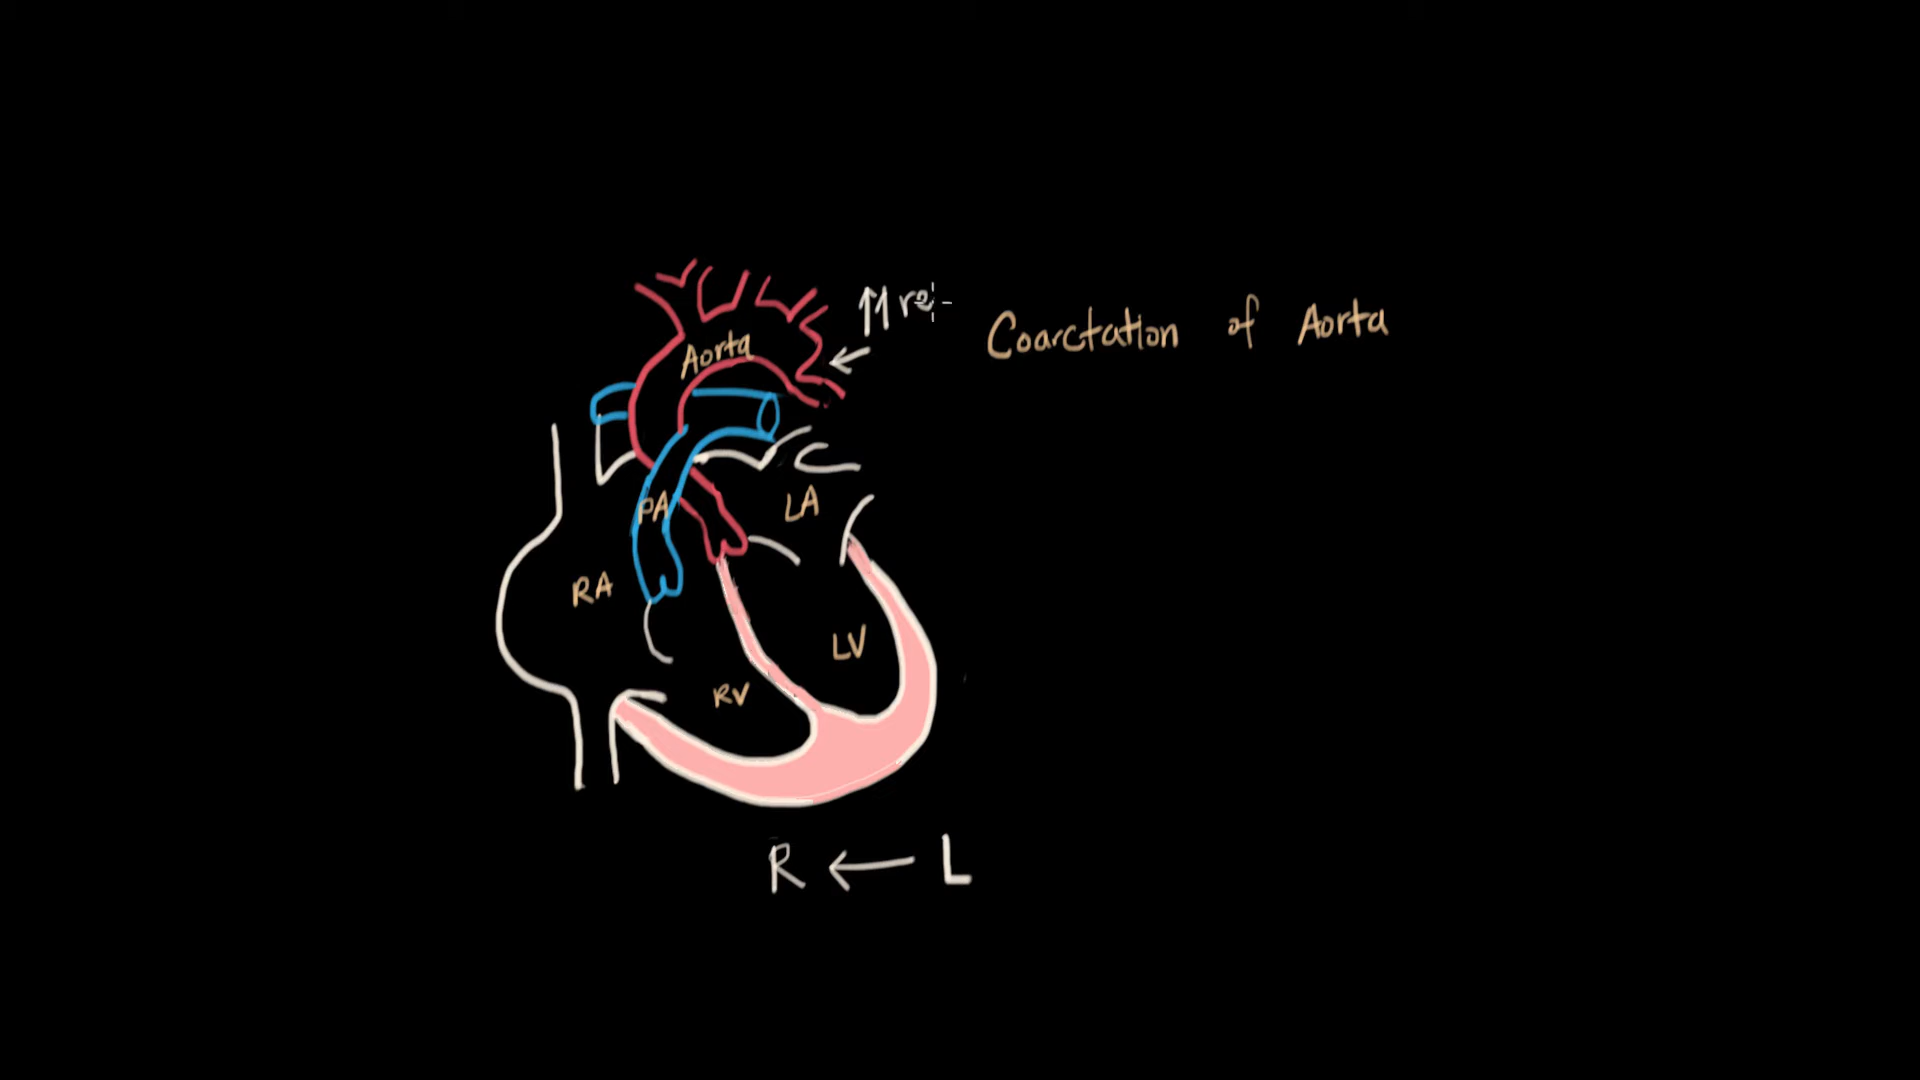 ↑↑ re
Coarctation of Aorta
Aorta
PA
LA
RA
LV
RV
R ← L